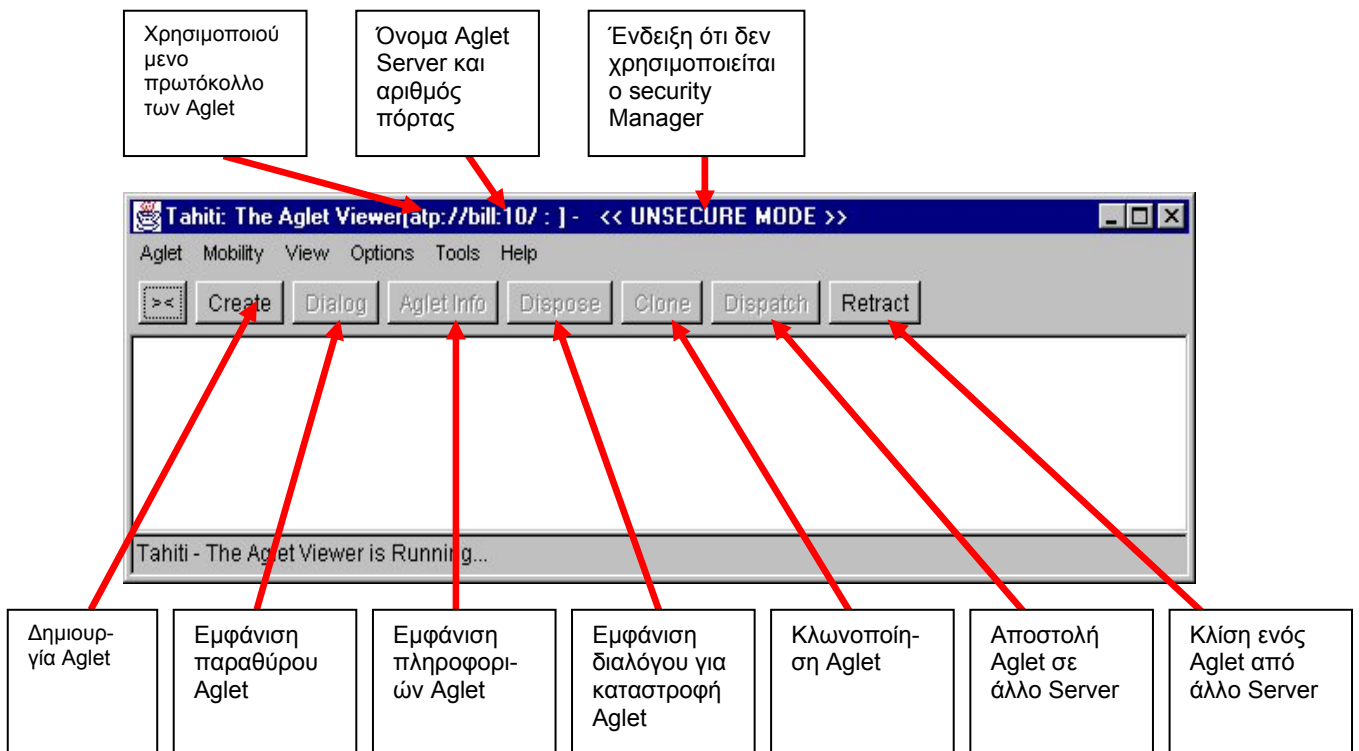 Χρησιμοποιού
μενο
πρωτόκολλο
των Aglet
Όνομα Aglet
Server και
αριθμός
πόρτας
Ένδειξη ότι δεν
χρησιμοποιείται
ο security
Manager
Tahiti: The Aglet Viewer[atp://bill:10/ : ] - << UNSECURE MODE >>
Aglet Mobility View Options Tools Help
>< Create Dialog Aglet Info Dispose Clone Dispatch Retract
Tahiti - The Aglet Viewer is Running...
Δημιουρ-
γία Aglet
Εμφάνιση
παραθύρου
Aglet
Εμφάνιση
πληροφορι-
ών Aglet
Εμφάνιση
διαλόγου για
καταστροφή
Aglet
Κλωνοποίη-
ση Aglet
Αποστολή
Aglet σε
άλλο Server
Κλίση ενός
Aglet από
άλλο Server